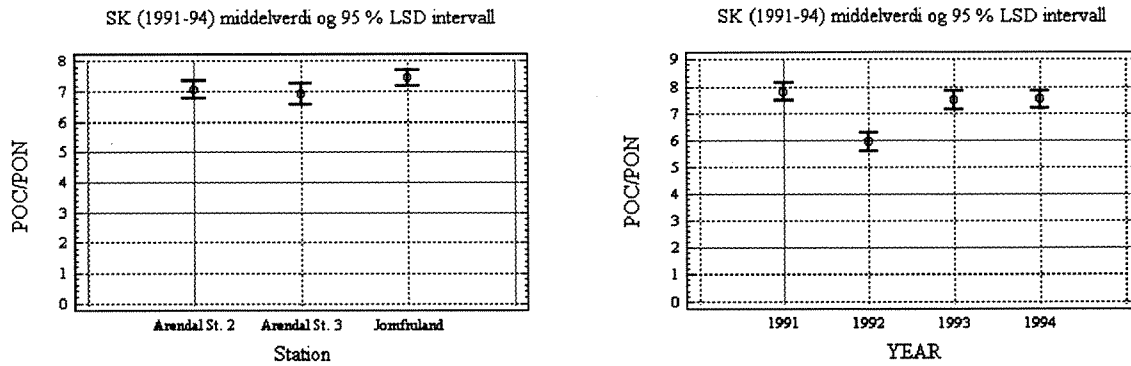 SK (1991-94) middelverdi og 95 % LSD intervall
POC/PON
8
7
6
5
4
3
2
1
0
Arendal St. 2 Arendal St. 3 Jomfruland
Station
SK (1991-94) middelverdi og 95 % LSD intervall
POC/PON
9
8
7
6
5
4
3
2
1
0
1991 1992 1993 1994
YEAR